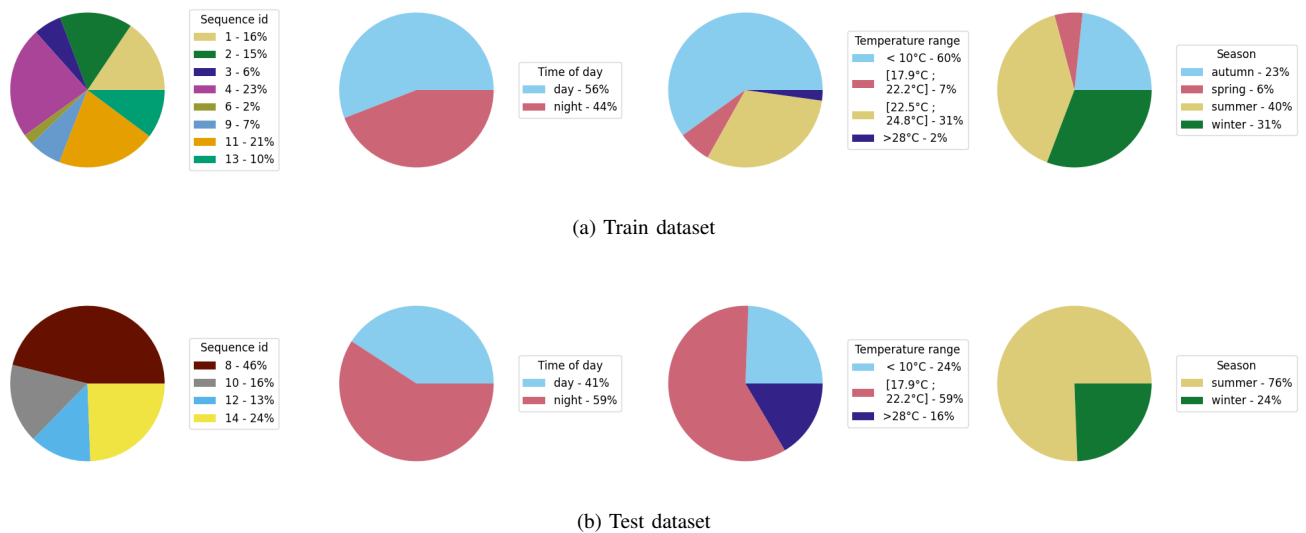 Sequence id
1 - 16%
2 - 15%
3 - 6%
4 - 23%
6 - 2%
9 - 7%
11 - 21%
13 - 10%
Time of day
day - 56%
night - 44%
Temperature range
< 10°C - 60%
[17.9°C ;
22.2°C] - 7%
[22.5°C ;
24.8°C] - 31%
>28°C - 2%
Season
autumn - 23%
spring - 6%
summer - 40%
winter - 31%
(a) Train dataset
Sequence id
8 - 46%
10 - 16%
12 - 13%
14 - 24%
Time of day
day - 41%
night - 59%
Temperature range
< 10°C - 24%
[17.9°C ;
22.2°C] - 59%
>28°C - 16%
Season
summer - 76%
winter - 24%
(b) Test dataset